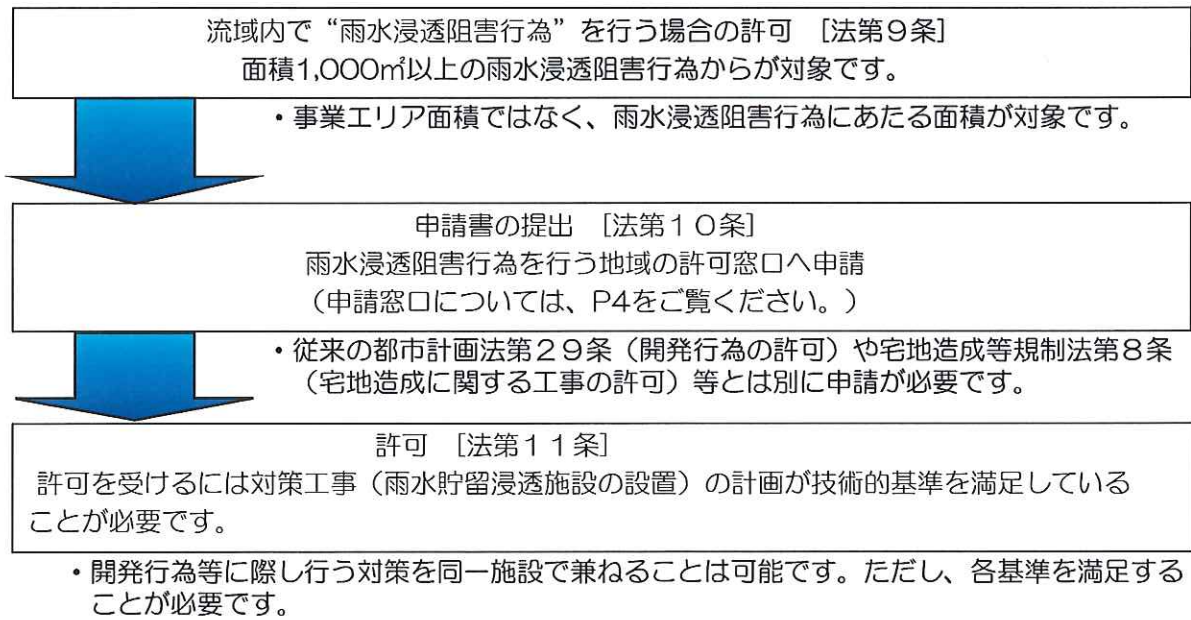 流域内で“雨水浸透阻害行為”を行う場合の許可 [法第9条]
面積1,000㎡以上の雨水浸透阻害行為からが対象です。
・事業エリア面積ではなく、雨水浸透阻害行為にあたる面積が対象です。
申請書の提出 [法第10条]
雨水浸透阻害行為を行う地域の許可窓口へ申請
(申請窓口については、P4をご覧ください。)
・従来の都市計画法第29条(開発行為の許可)や宅地造成等規制法第8条
(宅地造成に関する工事の許可)等とは別に申請が必要です。
許可 [法第11条]
許可を受けるには対策工事(雨水貯留浸透施設の設置)の計画が技術的基準を満足している
ことが必要です。
・開発行為等に際し行う対策を同一施設で兼ねることは可能です。ただし、各基準を満足する
ことが必要です。